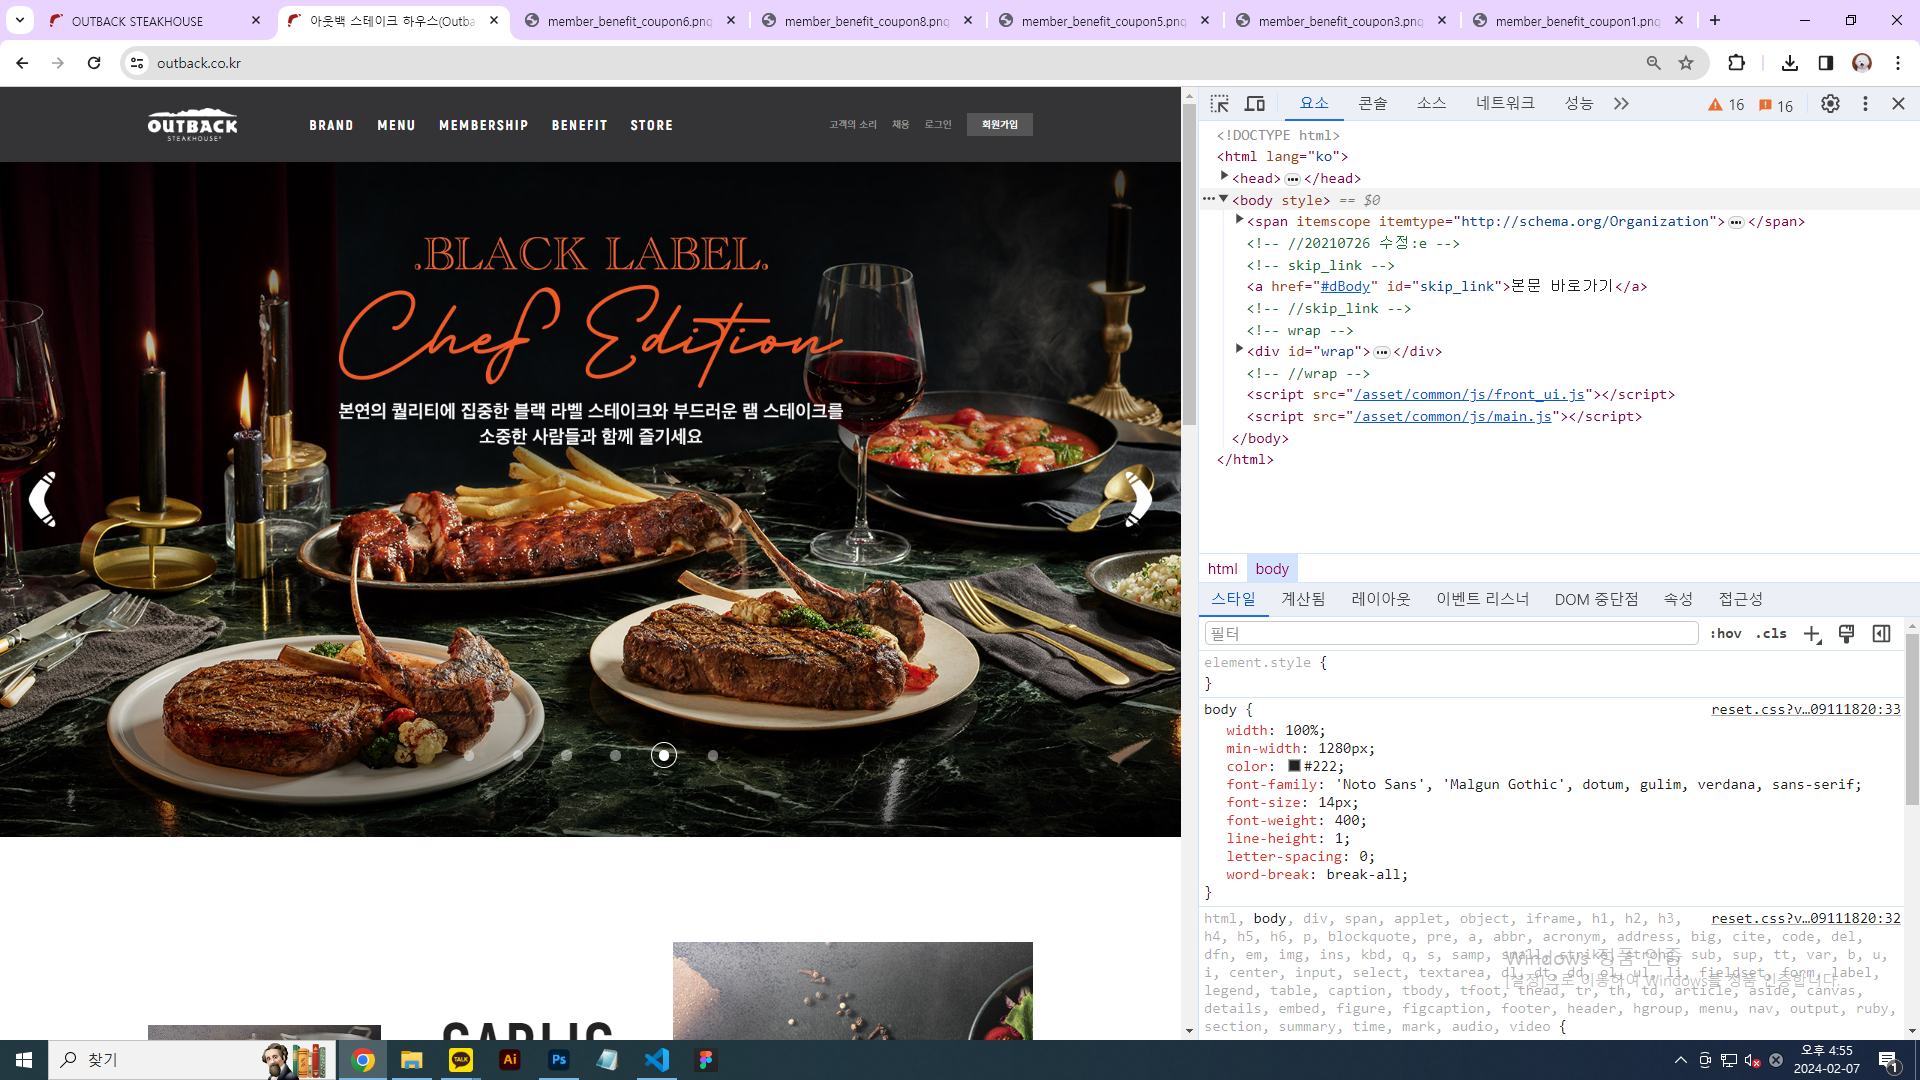 OUTBACK STEAKHOUSE
아웃백 스테이크 하우스(Outba
member_benefit_coupon6.png
member_benefit_coupon8.png
member_benefit_coupon5.png
member_benefit_coupon3.png
member_benefit_coupon1.png
outback.co.kr
OUTBACK
STEAKHOUSE
BRAND MENU MEMBERSHIP BENEFIT STORE
고객의 소리 채용 로그인 회원가입
.BLACK LABEL.
Chef Edition
본연의 퀄리티에 집중한 블랙 라벨 스테이크와 부드러운 램 스테이크를
소중한 사람들과 함께 즐기세요
GARLIC
요소 콘솔 소스 네트워크 성능 16 16
<!DOCTYPE html>
<html lang="ko">
<head> ••• </head>
••• <body style> == $0
<span itemscope itemtype="http://schema.org/Organization"> ••• </span>
<!-- //20210726 수정:e -->
<!-- skip_link -->
<a href="#dBody" id="skip_link">본문 바로가기</a>
<!-- //skip_link -->
<!-- wrap -->
<div id="wrap"> ••• </div>
<!-- //wrap -->
<script src="/asset/common/js/front_ui.js"></script>
<script src="/asset/common/js/main.js"></script>
</body>
</html>
html body
스타일 계산됨 레이아웃 이벤트 리스너 DOM 중단점 속성 접근성
필터 :hov .cls
element.style {
}
body { reset.css?v…09111820:33
width: 100%;
min-width: 1280px;
color: #222;
font-family: 'Noto Sans', 'Malgun Gothic', dotum, gulim, verdana, sans-serif;
font-size: 14px;
font-weight: 400;
line-height: 1;
letter-spacing: 0;
word-break: break-all;
}
html, body, div, span, applet, object, iframe, h1, h2, h3, reset.css?v…09111820:32
h4, h5, h6, p, blockquote, pre, a, abbr, acronym, address, big, cite, code, del,
dfn, em, img, ins, kbd, q, s, samp, small, strike, strong, sub, sup, tt, var, b, u,
i, center, input, select, textarea, dl, dt, dd, ol, ul, li, fieldset, form, label,
legend, table, caption, tbody, tfoot, thead, tr, th, td, article, aside, canvas,
details, embed, figure, figcaption, footer, header, hgroup, menu, nav, output, ruby,
section, summary, time, mark, audio, video {
Windows 정품 인증
[설정]으로 이동하여 Windows를 정품 인증합니다.
찾기
TALK
Ai
Ps
오후 4:55
2024-02-07
1